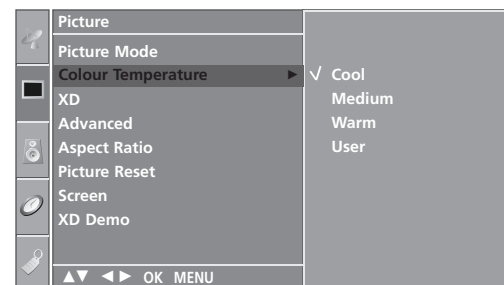 Picture
Picture Mode
Colour Temperature ► √ Cool
XD Medium
Advanced Warm
Aspect Ratio User
Picture Reset
Screen
XD Demo
▲▼ ◄► OK MENU